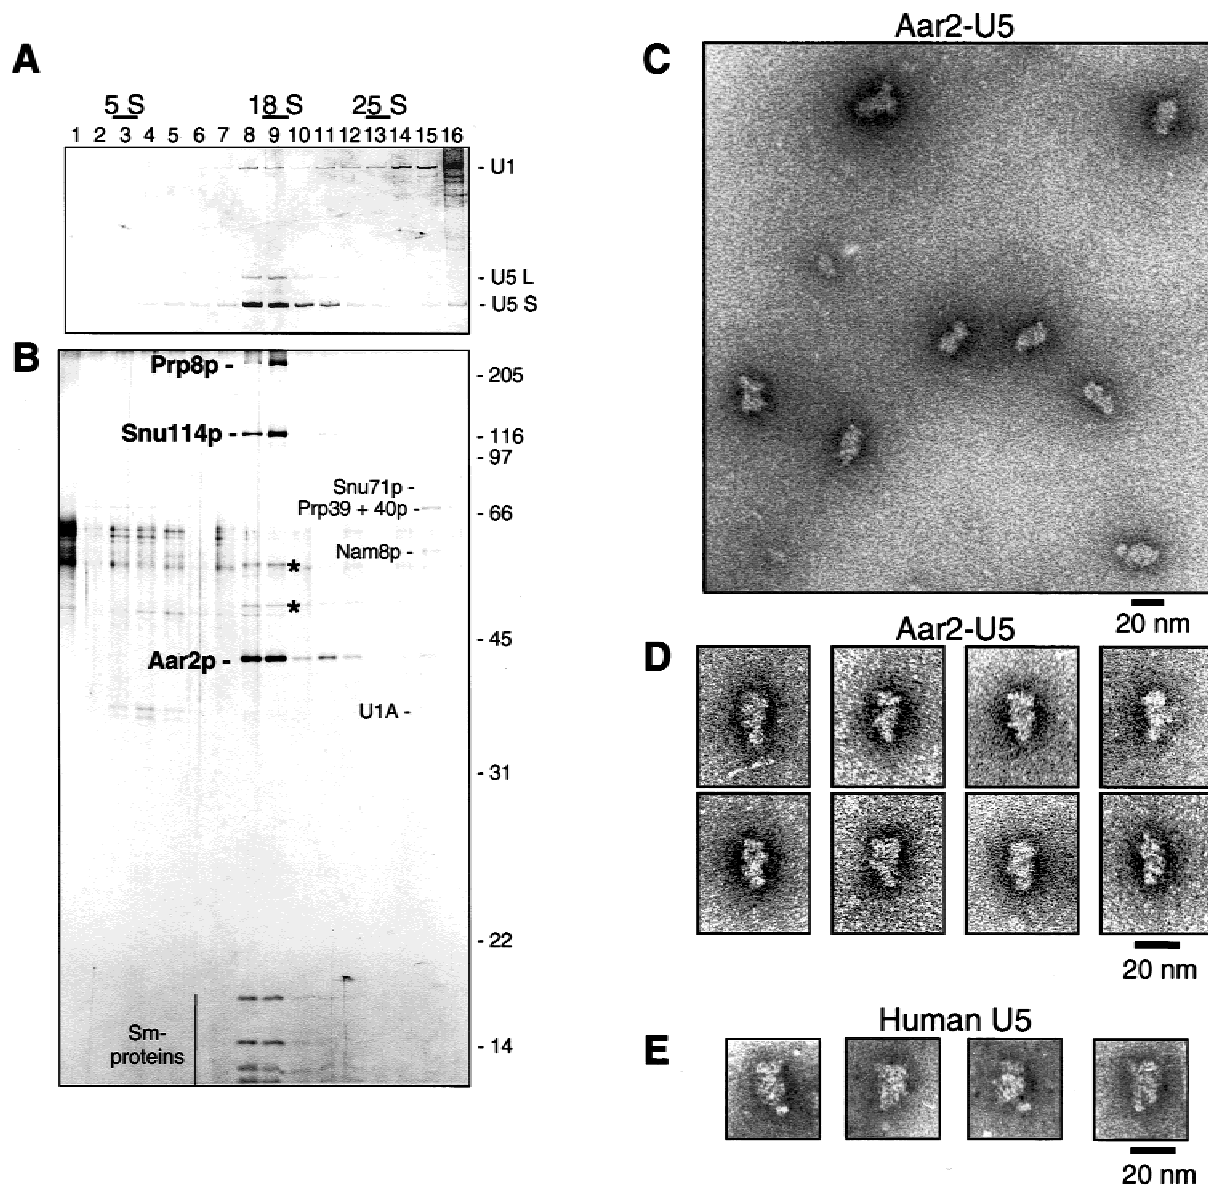 A
5 S 18 S 25 S
1 2 3 4 5 6 7 8 9 10 11 12 13 14 15 16
- U1
- U5 L
- U5 S
B
Prp8p -
- 205
Snu114p -
- 116
- 97
Snu71p -
Prp39 + 40p -
- 66
Nam8p -
*
*
- 45
Aar2p -
U1A -
- 31
- 22
Sm-
proteins
- 14
Aar2-U5
C
20 nm
Aar2-U5
D
20 nm
Human U5
E
20 nm